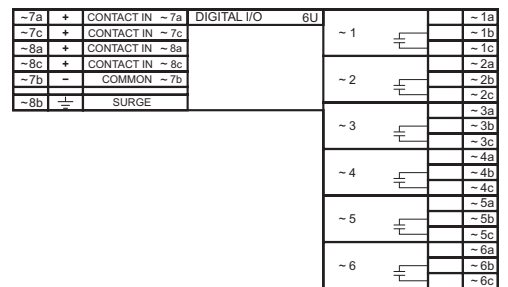 ~7a + CONTACT IN ~7a DIGITAL I/O 6U
~7c + CONTACT IN ~7c
~8a + CONTACT IN ~8a
~8c + CONTACT IN ~8c
~7b − COMMON ~7b
~8b SURGE
~1
~1a
~1b
~1c
~2
~2a
~2b
~2c
~3
~3a
~3b
~3c
~4
~4a
~4b
~4c
~5
~5a
~5b
~5c
~6
~6a
~6b
~6c